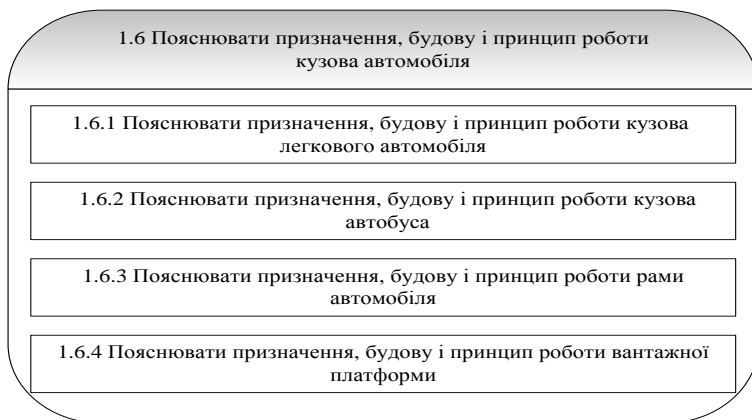 1.6 Пояснювати призначення, будову і принцип роботи
кузова автомобіля
1.6.1 Пояснювати призначення, будову і принцип роботи кузова
легкового автомобіля
1.6.2 Пояснювати призначення, будову і принцип роботи кузова
автобуса
1.6.3 Пояснювати призначення, будову і принцип роботи рами
автомобіля
1.6.4 Пояснювати призначення, будову і принцип роботи вантажної
платформи